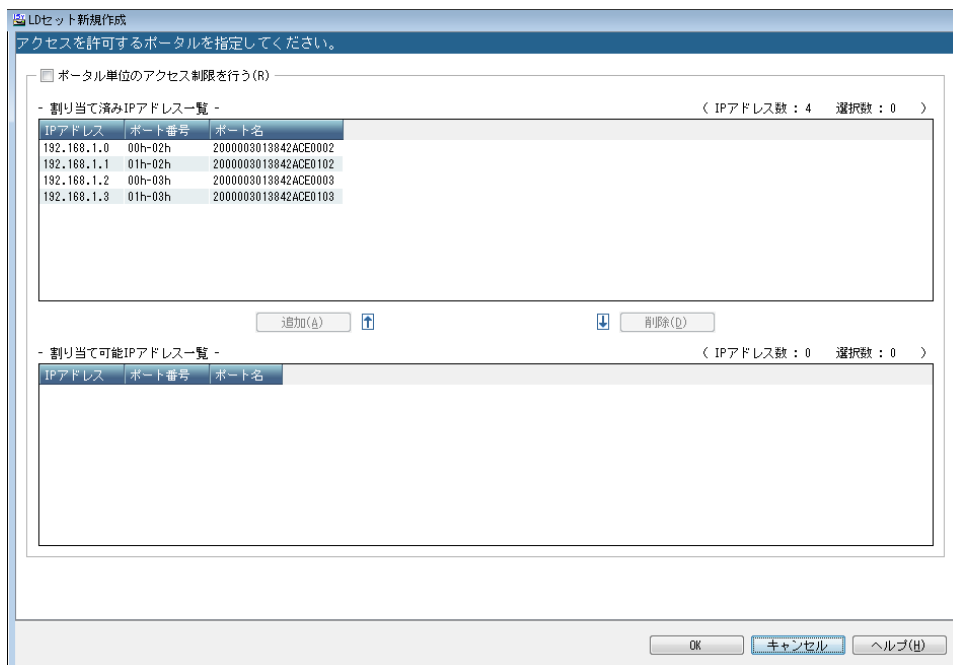 LDセット新規作成
アクセスを許可するポータルを指定してください。
ポータル単位のアクセス制限を行う(R)
- 割り当て済みIPアドレス一覧 - 〈 IPアドレス数 : 4 選択数 : 0 〉
IPアドレス ポート番号 ポート名
192.168.1.0 00h-02h 2000003013842ACE0002
192.168.1.1 01h-02h 2000003013842ACE0102
192.168.1.2 00h-03h 2000003013842ACE0003
192.168.1.3 01h-03h 2000003013842ACE0103
追加(A) 削除(D)
- 割り当て可能IPアドレス一覧 - 〈 IPアドレス数 : 0 選択数 : 0 〉
IPアドレス ポート番号 ポート名
OK キャンセル ヘルプ(H)